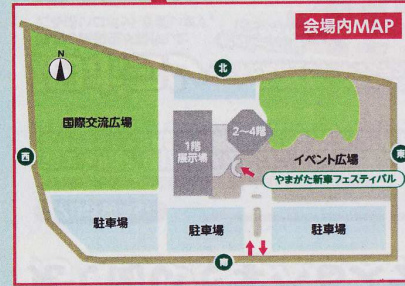 会場内MAP
N
北
国際交流広場
2〜4階
1階
展示場
西
イベント広場
東
やまがた新車フェスティバル
駐車場
駐車場
駐車場
南